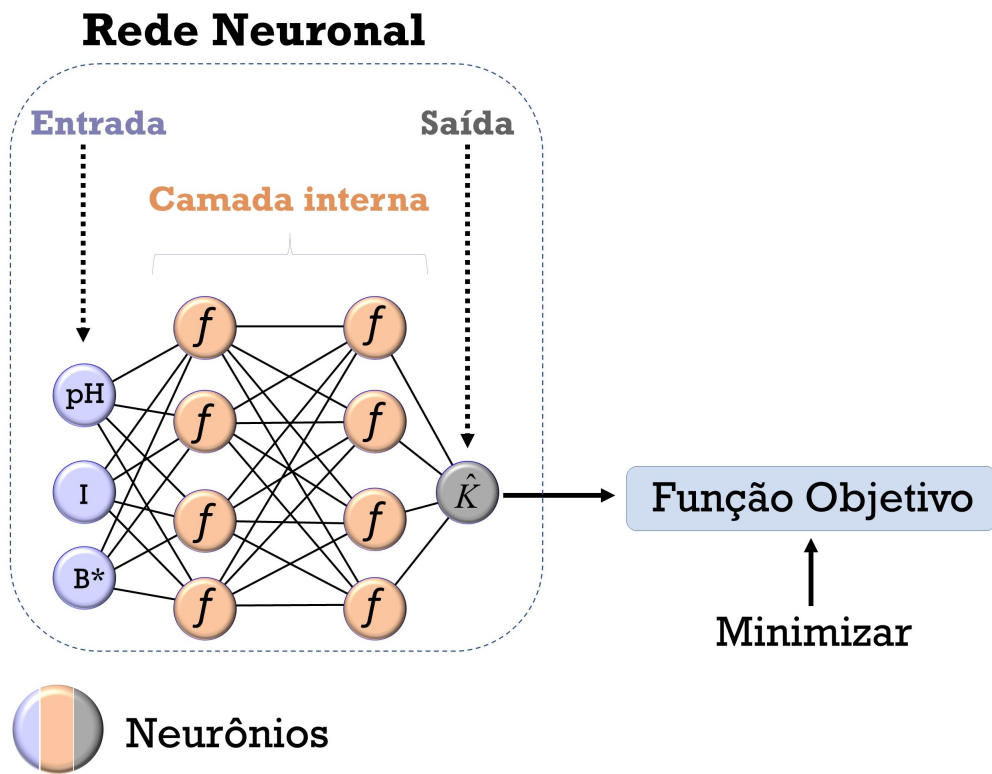 Rede Neuronal
Entrada
Saída
Camada interna
f
f
pH
f
f
I
K̂
Função Objetivo
f
f
B*
f
f
Minimizar
Neurônios